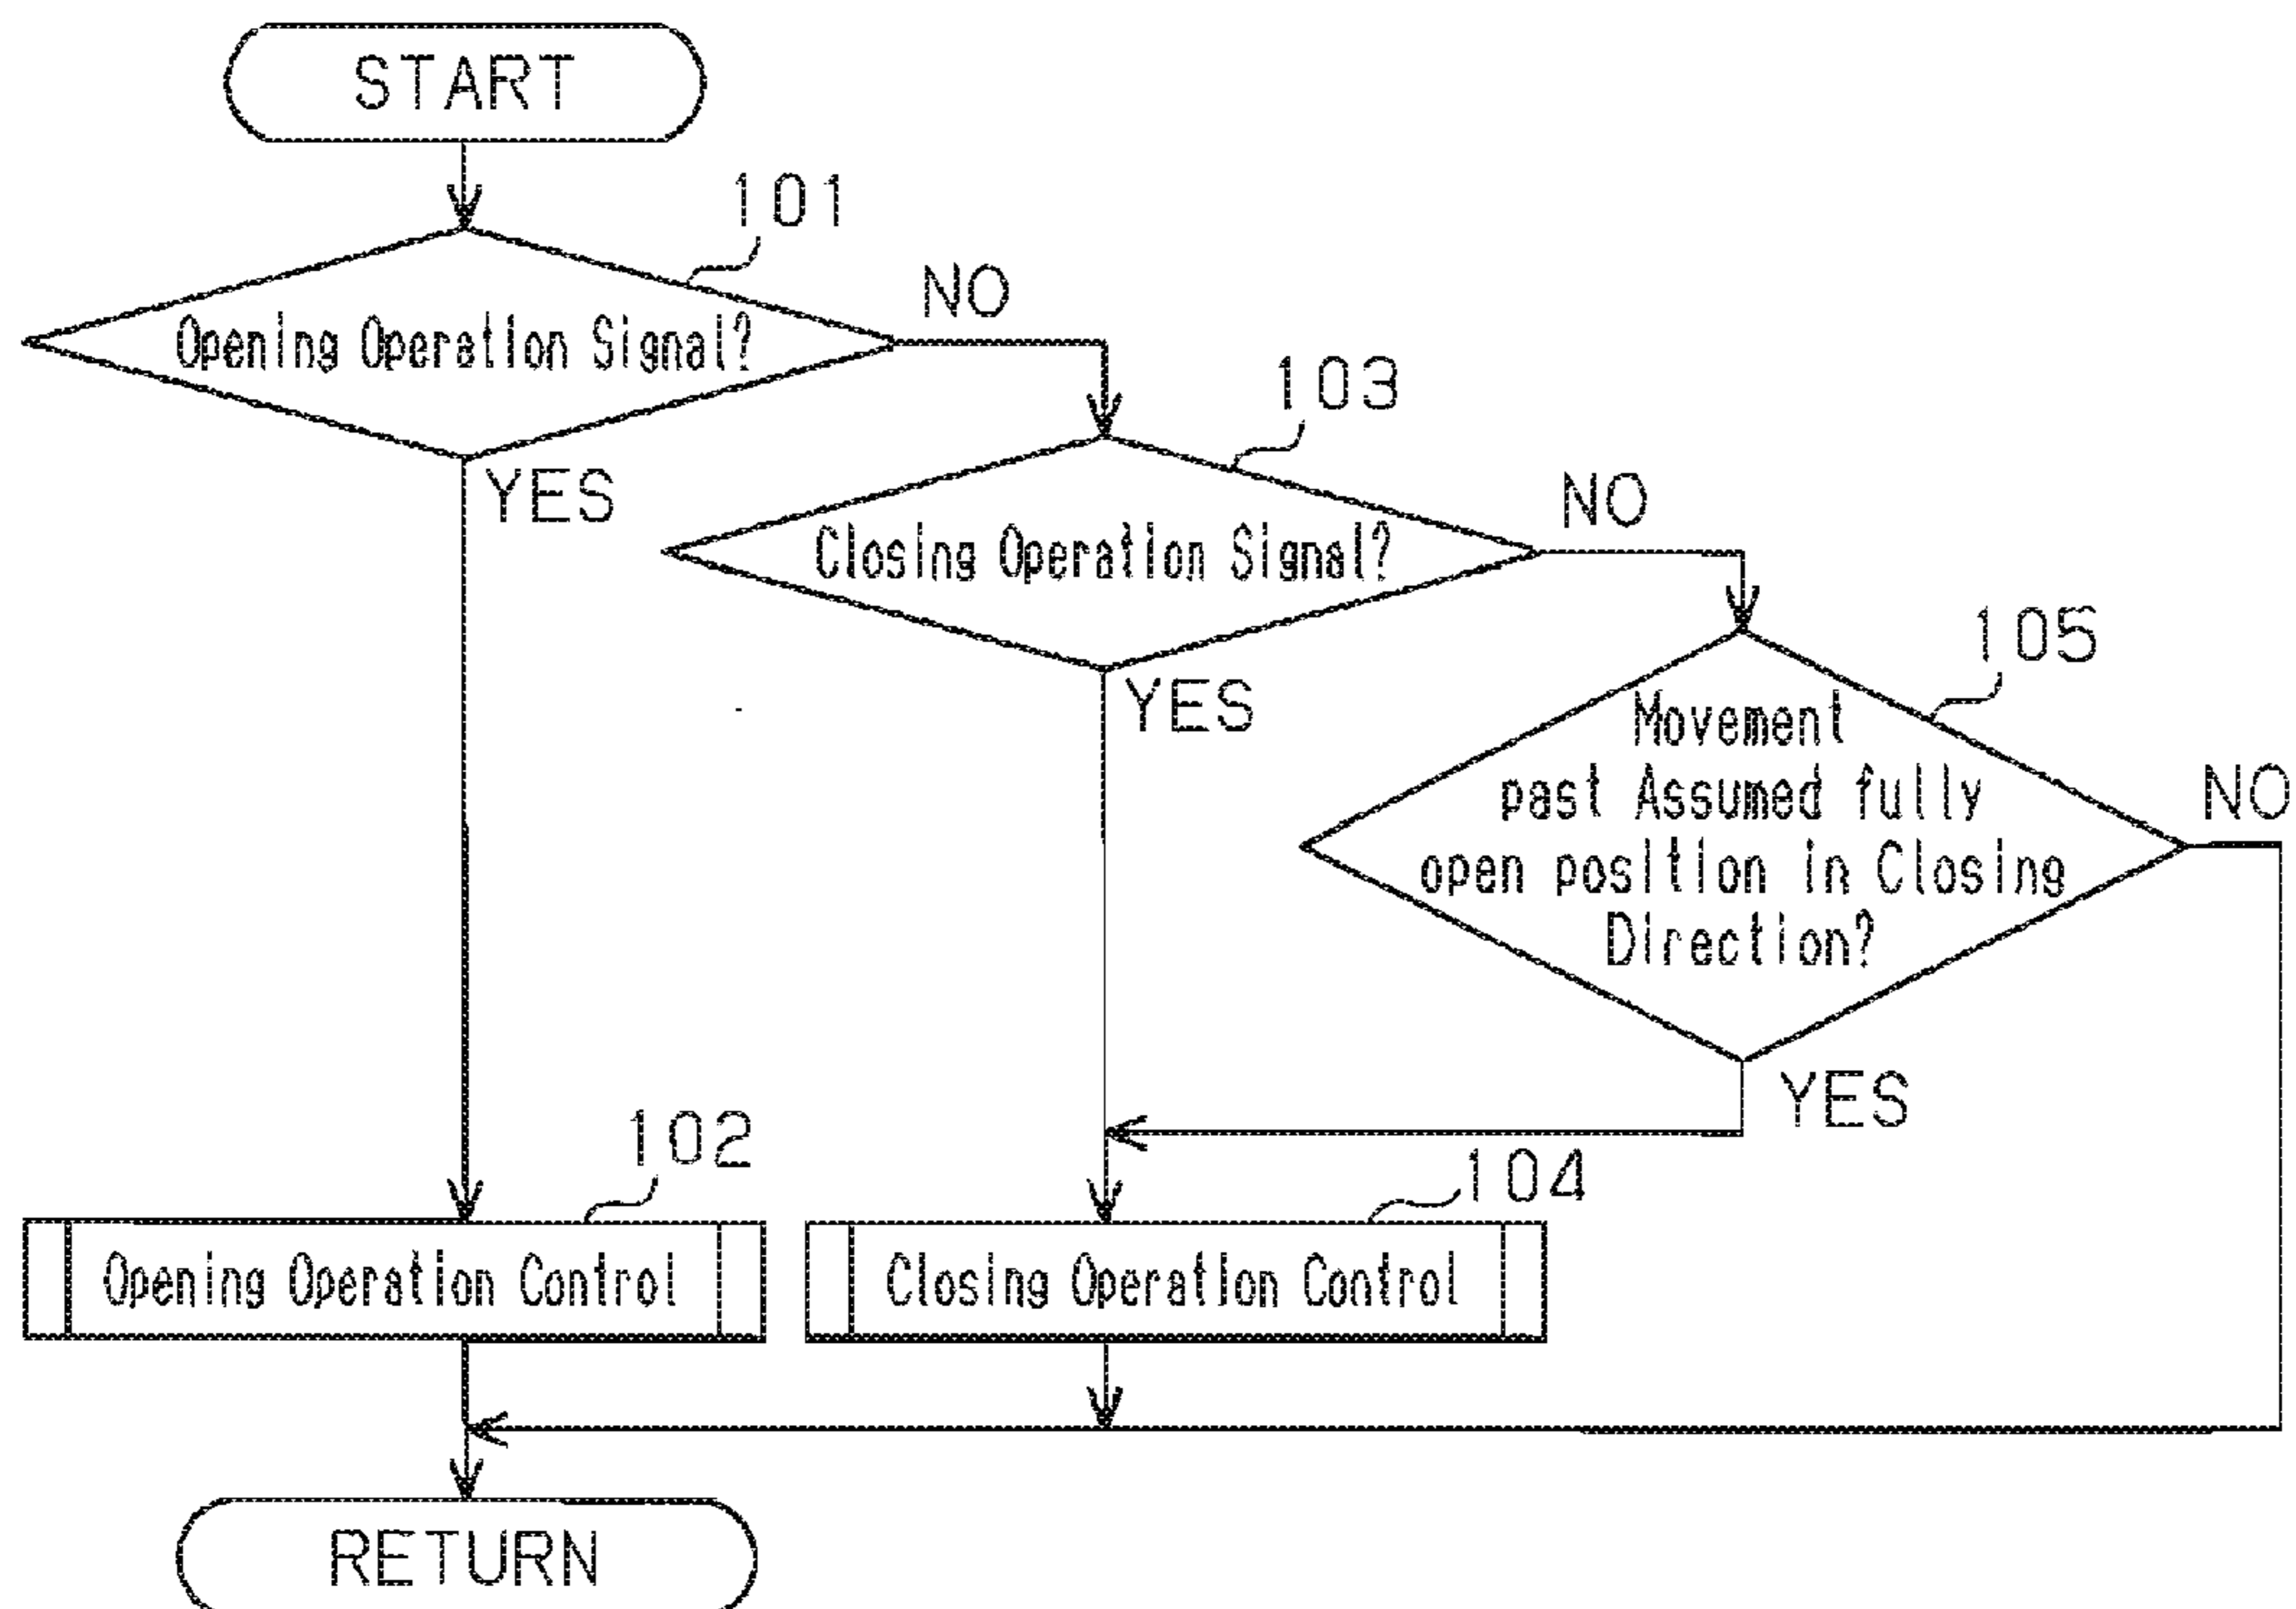 START
101
Opening Operation Signal?
NO
YES
103
Closing Operation Signal?
NO
YES
105
Movement
past Assumed fully
open position in Closing
Direction?
NO
YES
102
Opening Operation Control
104
Closing Operation Control
RETURN